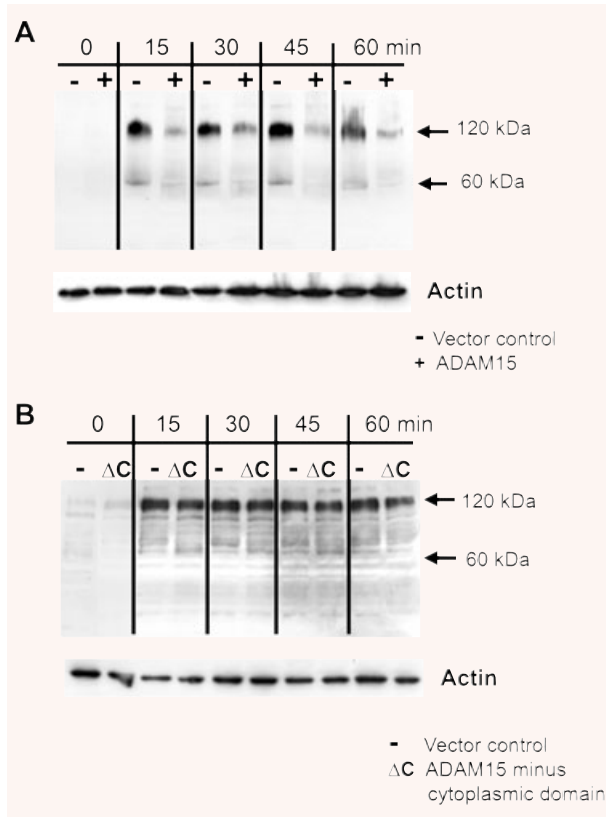 A
0 15 30 45 60 min
- + - + - + - + - +
120 kDa
60 kDa
Actin
- Vector control
+ ADAM15
B
0 15 30 45 60 min
- ΔC - ΔC - ΔC - ΔC - ΔC
120 kDa
60 kDa
Actin
- Vector control
ΔC ADAM15 minus
cytoplasmic domain